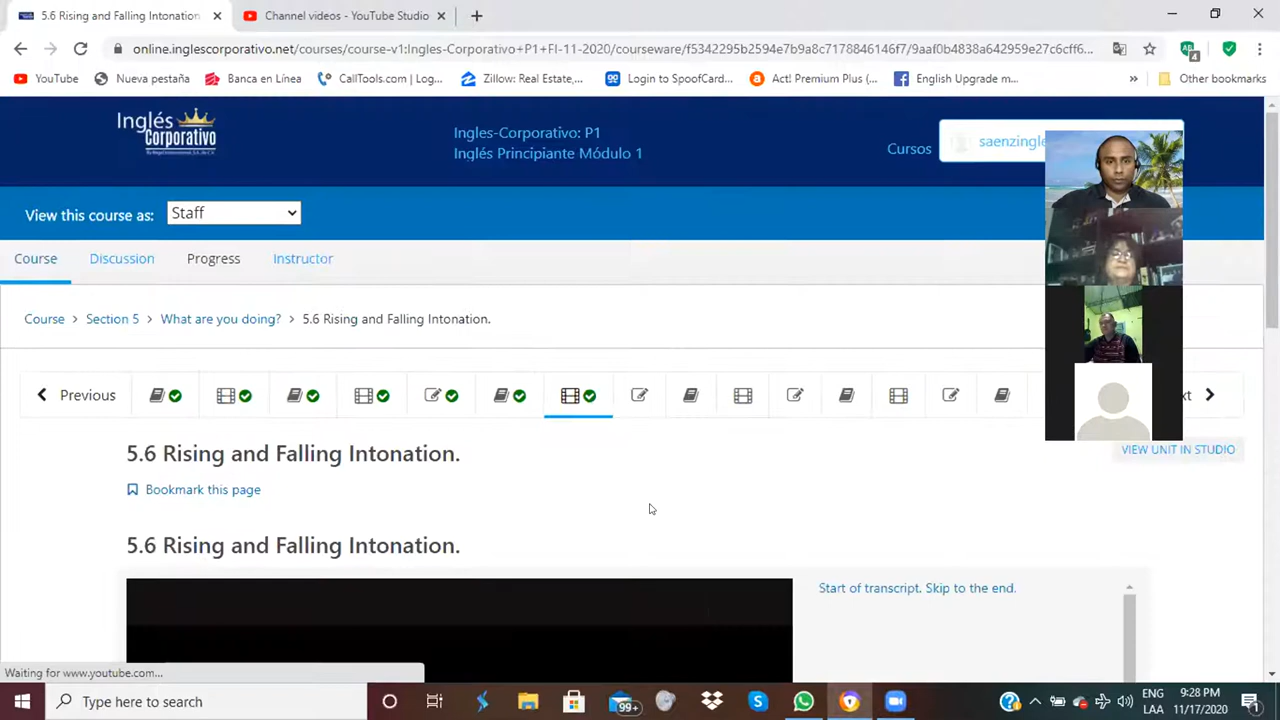 5.6 Rising and Falling Intonation
Channel videos - YouTube Studio
online.inglescorporativo.net/courses/course-v1:Ingles-Corporativo+P1+FI-11-2020/courseware/f5342295b2594e7b9a8c7178846146f7/9aaf0b4838a642959e27c6cff6...
4
YouTube
Nueva pestaña
Banca en Línea
CallTools.com | Log...
Zillow: Real Estate,...
Login to SpoofCard...
Act! Premium Plus (...
English Upgrade m...
»
Other bookmarks
Inglés
Corporativo
Ingles-Corporativo: P1
Inglés Principiante Módulo 1
Cursos
saenzingle
View this course as:
Staff
Course
Discussion
Progress
Instructor
Course > Section 5 > What are you doing? > 5.6 Rising and Falling Intonation.
Previous
xt
5.6 Rising and Falling Intonation.
VIEW UNIT IN STUDIO
Bookmark this page
5.6 Rising and Falling Intonation.
Start of transcript. Skip to the end.
Waiting for www.youtube.com...
Type here to search
99+
ENG
LAA
9:28 PM
11/17/2020
1